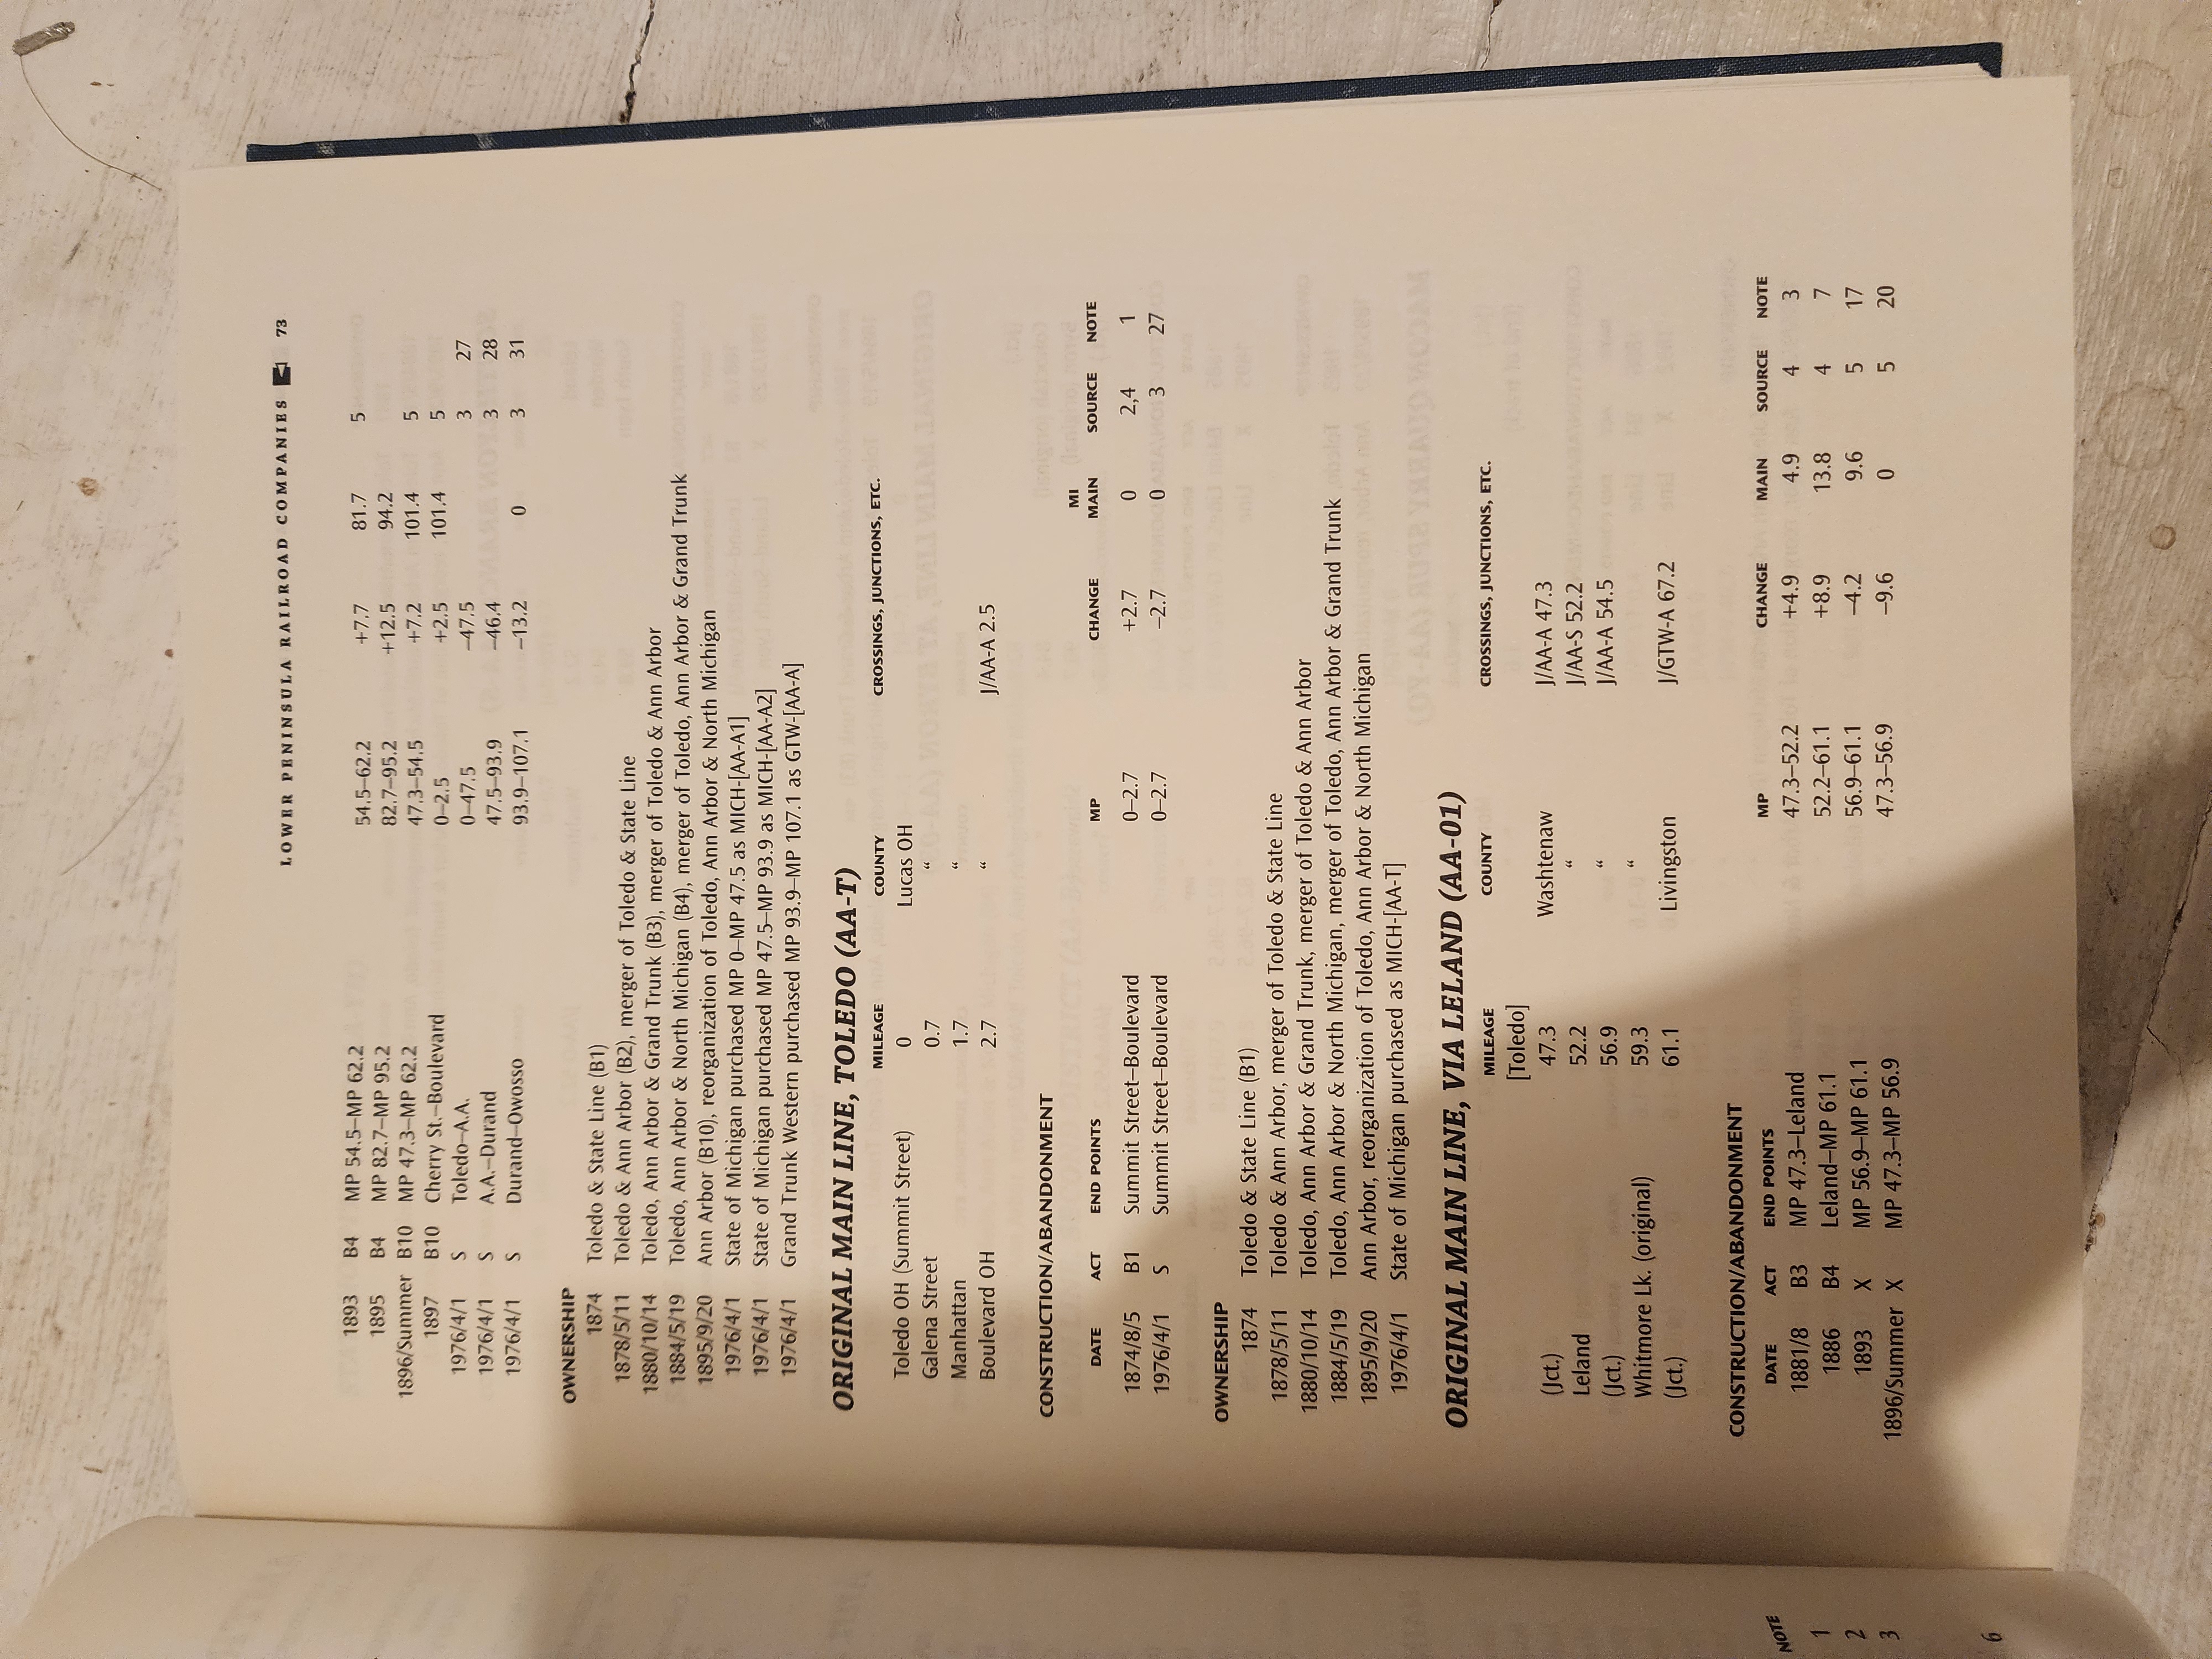 LOWER PENINSULA RAILROAD COMPANIES 73
1893 B4 MP 54.5–MP 62.2 54.5–62.2 +7.7 81.7 5
1895 B4 MP 82.7–MP 95.2 82.7–95.2 +12.5 94.2
1896/Summer B10 MP 47.3–MP 62.2 47.3–54.5 +7.2 101.4 5
1897 B10 Cherry St.–Boulevard 0–2.5 +2.5 101.4 5
1976/4/1 S Toledo–A.A. 0–47.5 –47.5 3 27
1976/4/1 S A.A.–Durand 47.5–93.9 –46.4 3 28
1976/4/1 S Durand–Owosso 93.9–107.1 –13.2 0 3 31
OWNERSHIP
1874 Toledo & State Line (B1)
1878/5/11 Toledo & Ann Arbor (B2), merger of Toledo & State Line
1880/10/14 Toledo, Ann Arbor & Grand Trunk (B3), merger of Toledo & Ann Arbor
1884/5/19 Toledo, Ann Arbor & North Michigan (B4), merger of Toledo, Ann Arbor & Grand Trunk
1895/9/20 Ann Arbor (B10), reorganization of Toledo, Ann Arbor & North Michigan
1976/4/1 State of Michigan purchased MP 0–MP 47.5 as MICH-[AA-A1]
1976/4/1 State of Michigan purchased MP 47.5–MP 93.9 as MICH-[AA-A2]
1976/4/1 Grand Trunk Western purchased MP 93.9–MP 107.1 as GTW-[AA-A]
ORIGINAL MAIN LINE, TOLEDO (AA-T)
MILEAGE COUNTY CROSSINGS, JUNCTIONS, ETC.
Toledo OH (Summit Street) 0 Lucas OH
Galena Street 0.7 “
Manhattan 1.7 “
Boulevard OH 2.7 “ J/AA-A 2.5
CONSTRUCTION/ABANDONMENT
MI
DATE ACT END POINTS MP CHANGE MAIN SOURCE NOTE
1874/8/5 B1 Summit Street–Boulevard 0–2.7 +2.7 0 2,4 1
1976/4/1 S Summit Street–Boulevard 0–2.7 –2.7 0 3 27
OWNERSHIP
1874 Toledo & State Line (B1)
1878/5/11 Toledo & Ann Arbor, merger of Toledo & State Line
1880/10/14 Toledo, Ann Arbor & Grand Trunk, merger of Toledo & Ann Arbor
1884/5/19 Toledo, Ann Arbor & North Michigan, merger of Toledo, Ann Arbor & Grand Trunk
1895/9/20 Ann Arbor, reorganization of Toledo, Ann Arbor & North Michigan
1976/4/1 State of Michigan purchased as MICH-[AA-T]
ORIGINAL MAIN LINE, VIA LELAND (AA-01)
MILEAGE COUNTY CROSSINGS, JUNCTIONS, ETC.
[Toledo]
(Jct.) 47.3 Washtenaw J/AA-A 47.3
Leland 52.2 “ J/AA-S 52.2
(Jct.) 56.9 “ J/AA-A 54.5
Whitmore Lk. (original) 59.3 “
(Jct.) 61.1 Livingston J/GTW-A 67.2
CONSTRUCTION/ABANDONMENT
DATE ACT END POINTS MP CHANGE MAIN SOURCE NOTE
1881/8 B3 MP 47.3–Leland 47.3–52.2 +4.9 4.9 4 3
1886 B4 Leland–MP 61.1 52.2–61.1 +8.9 13.8 4 7
1893 X MP 56.9–MP 61.1 56.9–61.1 –4.2 9.6 5 17
1896/Summer X MP 47.3–MP 56.9 47.3–56.9 –9.6 0 5 20
NOTE
1
2
3
6